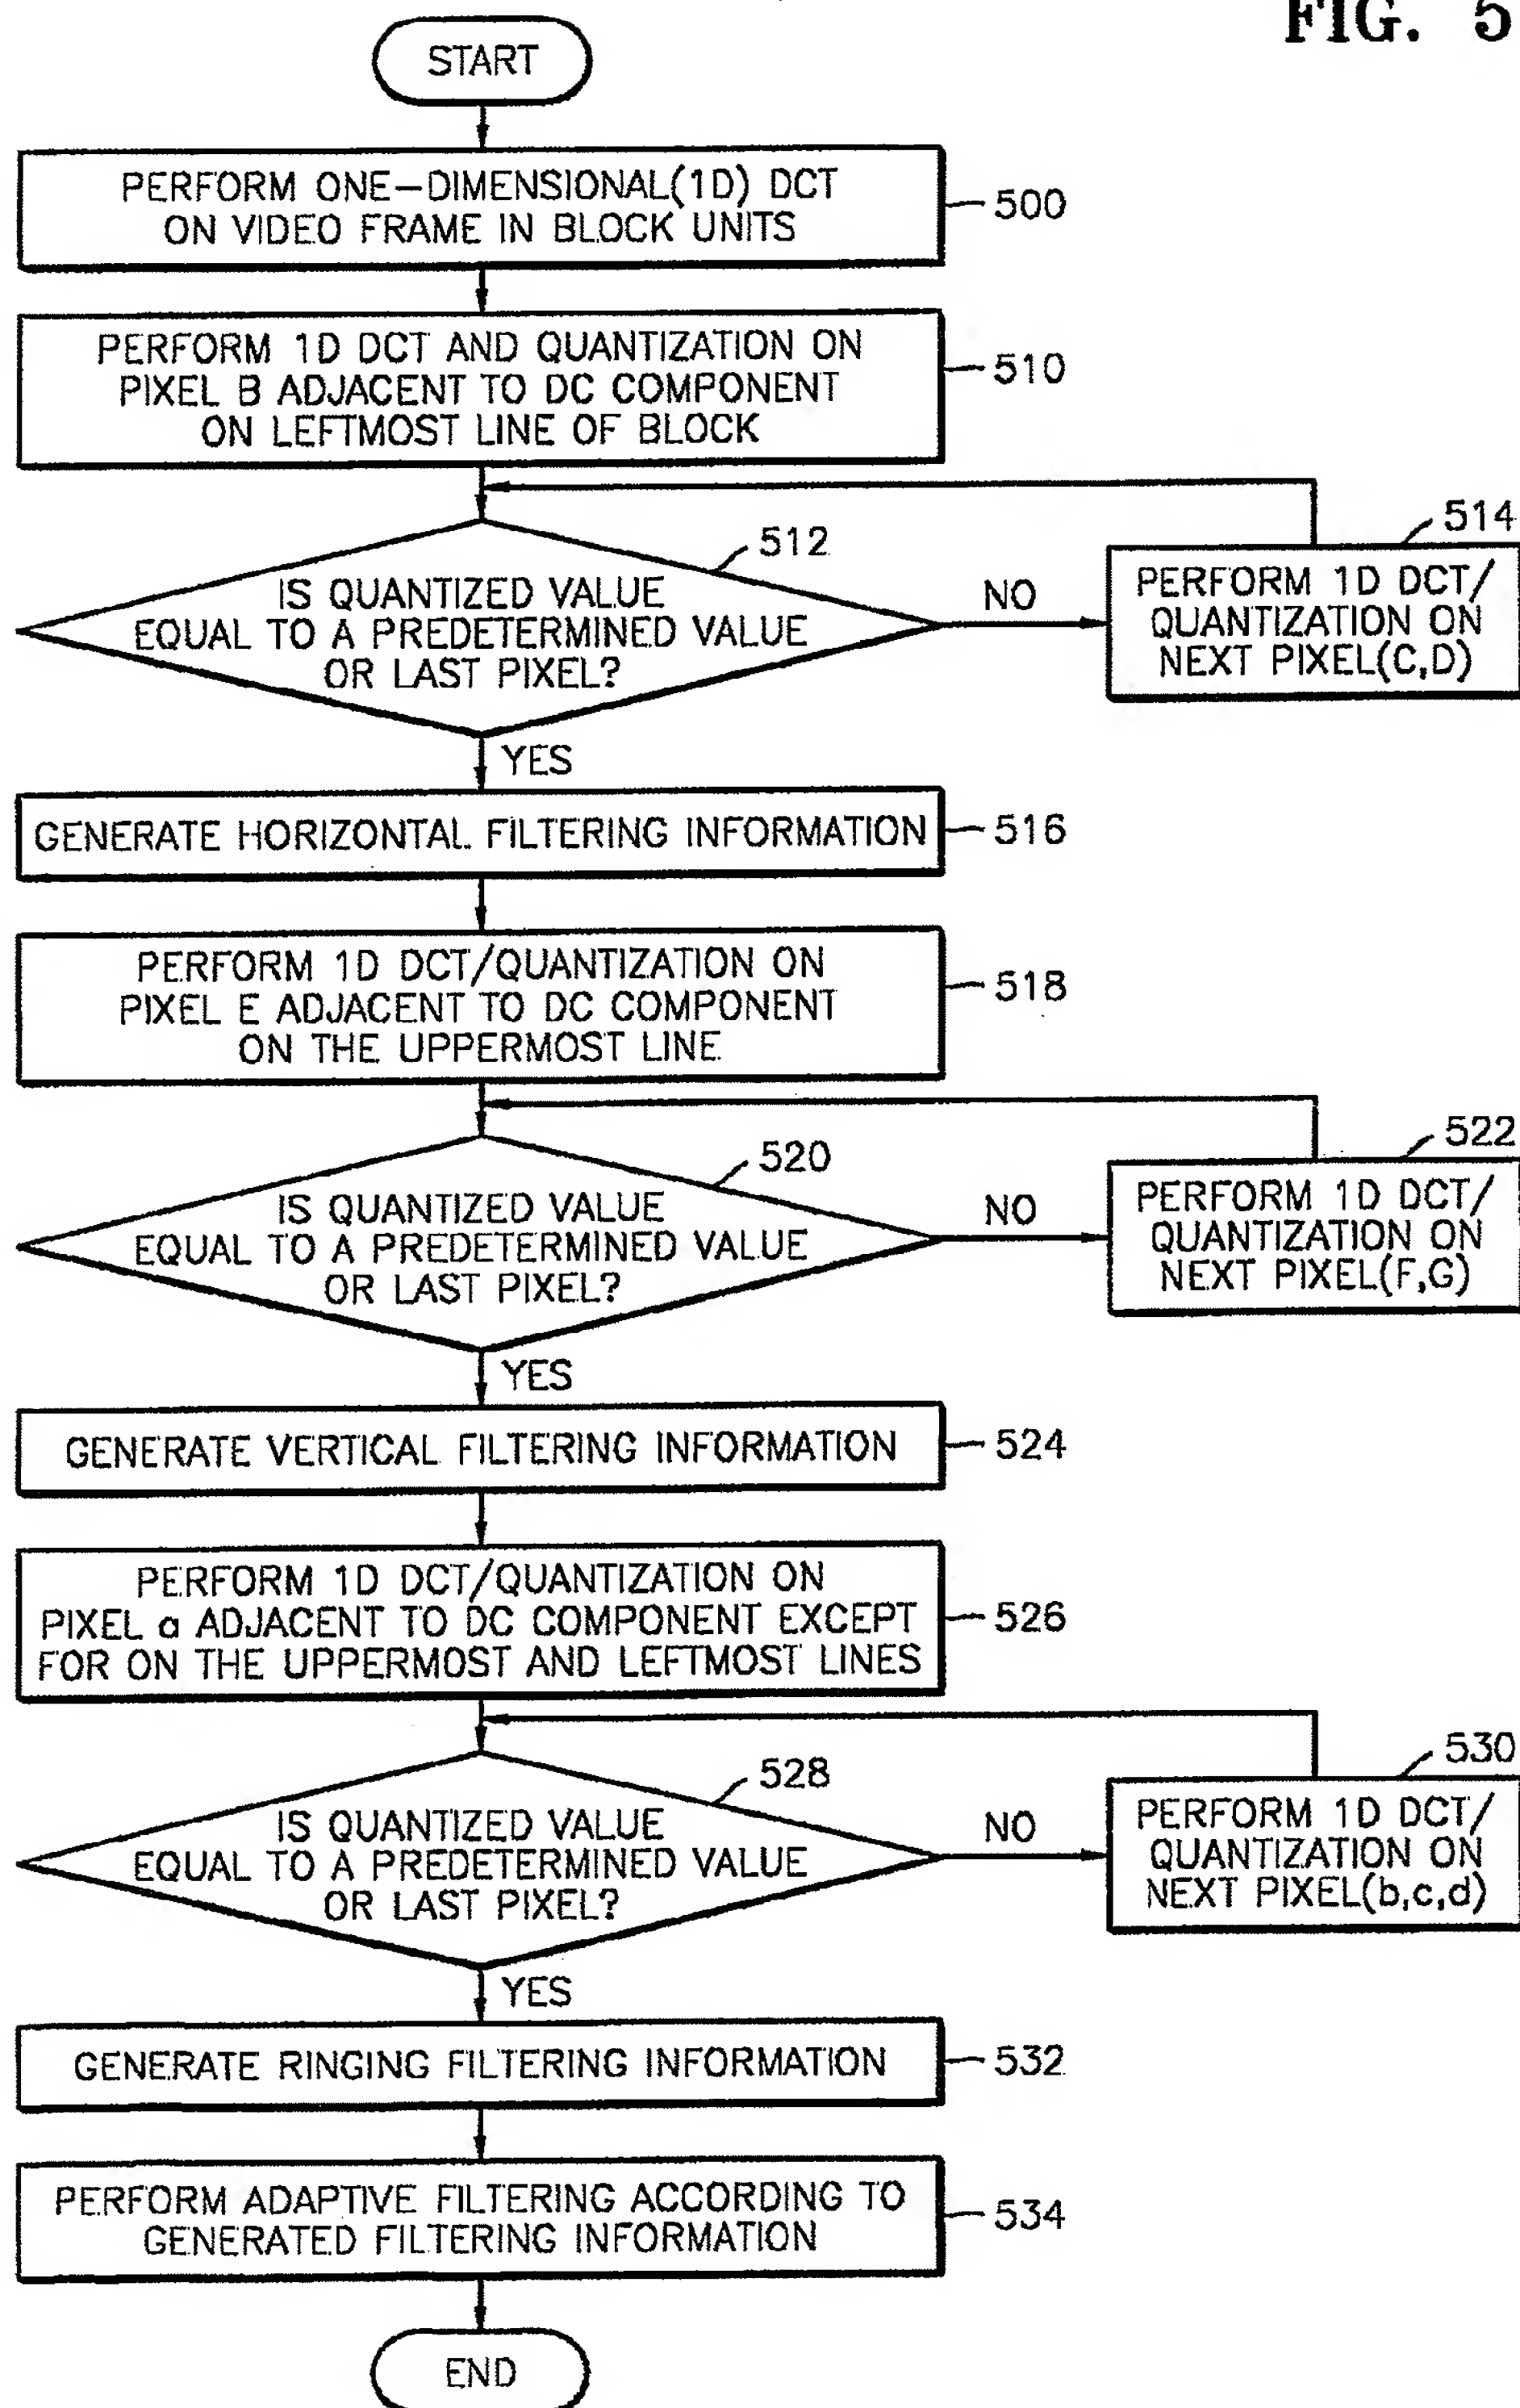 FIG. 5
START
PERFORM ONE-DIMENSIONAL(1D) DCT
ON VIDEO FRAME IN BLOCK UNITS
500
PERFORM 1D DCT AND QUANTIZATION ON
PIXEL B ADJACENT TO DC COMPONENT
ON LEFTMOST LINE OF BLOCK
510
512
IS QUANTIZED VALUE
EQUAL TO A PREDETERMINED VALUE
OR LAST PIXEL?
NO
514
PERFORM 1D DCT/
QUANTIZATION ON
NEXT PIXEL(C,D)
YES
GENERATE HORIZONTAL FILTERING INFORMATION
516
PERFORM 1D DCT/QUANTIZATION ON
PIXEL E ADJACENT TO DC COMPONENT
ON THE UPPERMOST LINE
518
520
IS QUANTIZED VALUE
EQUAL TO A PREDETERMINED VALUE
OR LAST PIXEL?
NO
522
PERFORM 1D DCT/
QUANTIZATION ON
NEXT PIXEL(F,G)
YES
GENERATE VERTICAL FILTERING INFORMATION
524
PERFORM 1D DCT/QUANTIZATION ON
PIXEL a ADJACENT TO DC COMPONENT EXCEPT
FOR ON THE UPPERMOST AND LEFTMOST LINES
526
528
IS QUANTIZED VALUE
EQUAL TO A PREDETERMINED VALUE
OR LAST PIXEL?
NO
530
PERFORM 1D DCT/
QUANTIZATION ON
NEXT PIXEL(b,c,d)
YES
GENERATE RINGING FILTERING INFORMATION
532
PERFORM ADAPTIVE FILTERING ACCORDING TO
GENERATED FILTERING INFORMATION
534
END